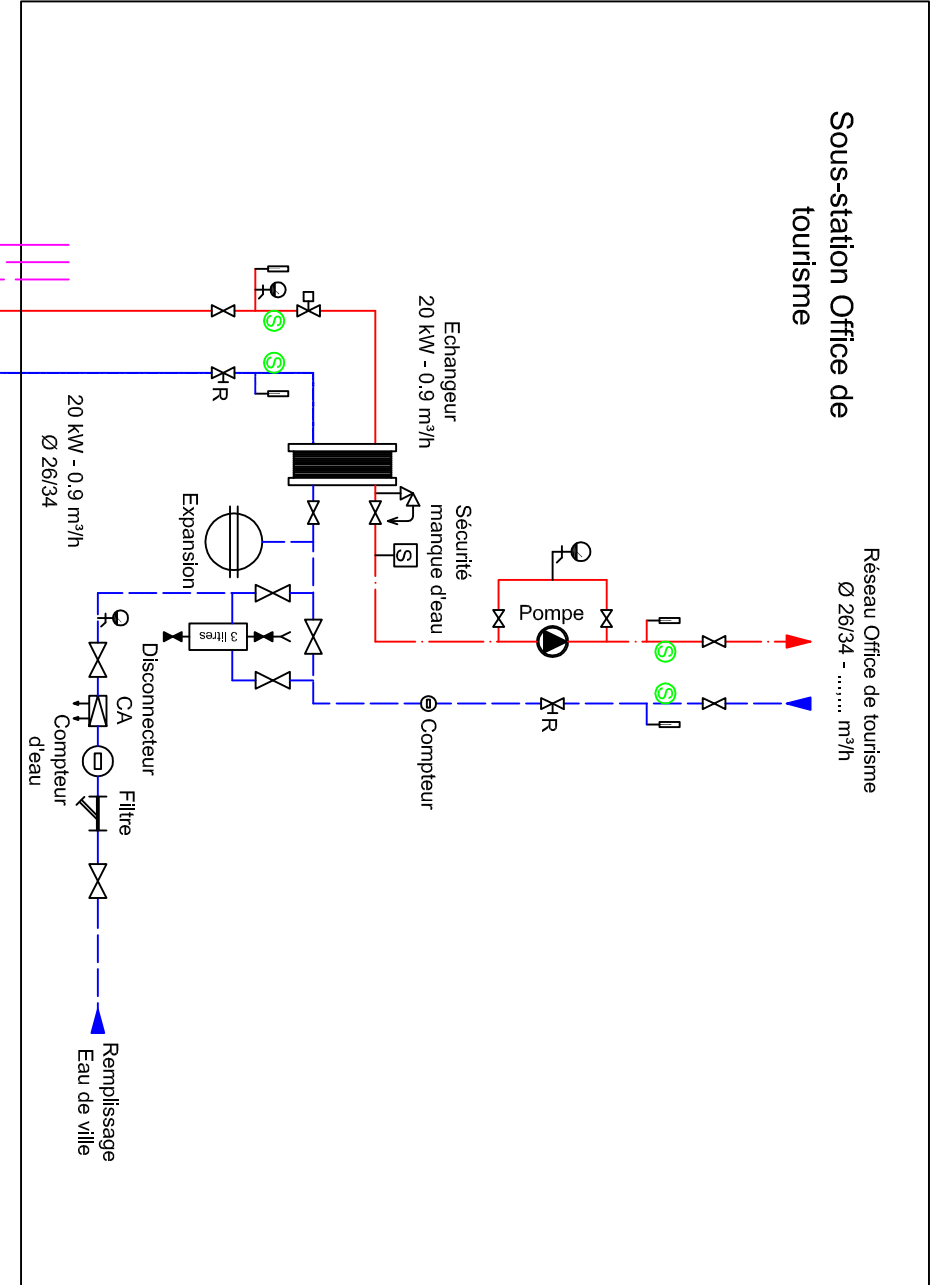 Sous-station Office de
tourisme
Réseau Office de tourisme
Ø 26/34 - ...,.... m³/h
Echangeur
20 kW - 0.9 m³/h
Sécurité
manque d'eau
Pompe
S
S
S
S
S
R
R
20 kW - 0.9 m³/h
Ø 26/34
Expansion
3 litres
Compteur
Disconnecteur
CA
Compteur
d'eau
Filtre
Remplissage
Eau de ville